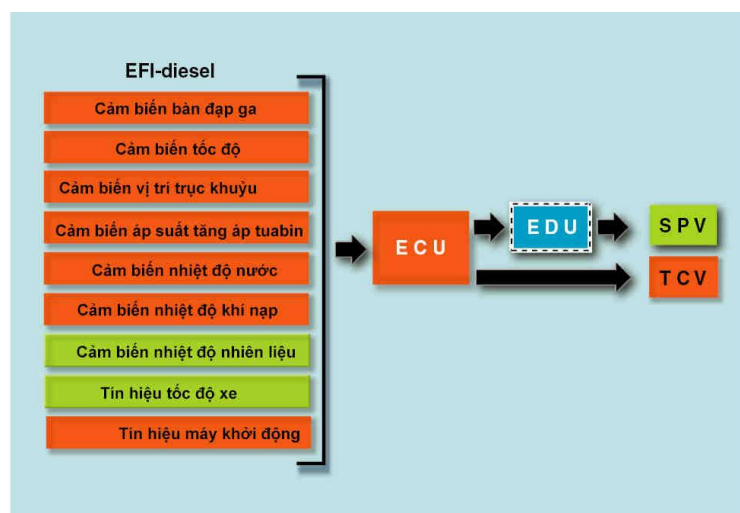 EFI-diesel
Cảm biến bàn đạp ga
Cảm biến tốc độ
Cảm biến vị trí trục khuỷu
Cảm biến áp suất tăng áp tuabin
Cảm biến nhiệt độ nước
Cảm biến nhiệt độ khí nạp
Cảm biến nhiệt độ nhiên liệu
Tín hiệu tốc độ xe
Tín hiệu máy khởi động
ECU
EDU
SPV
TCV